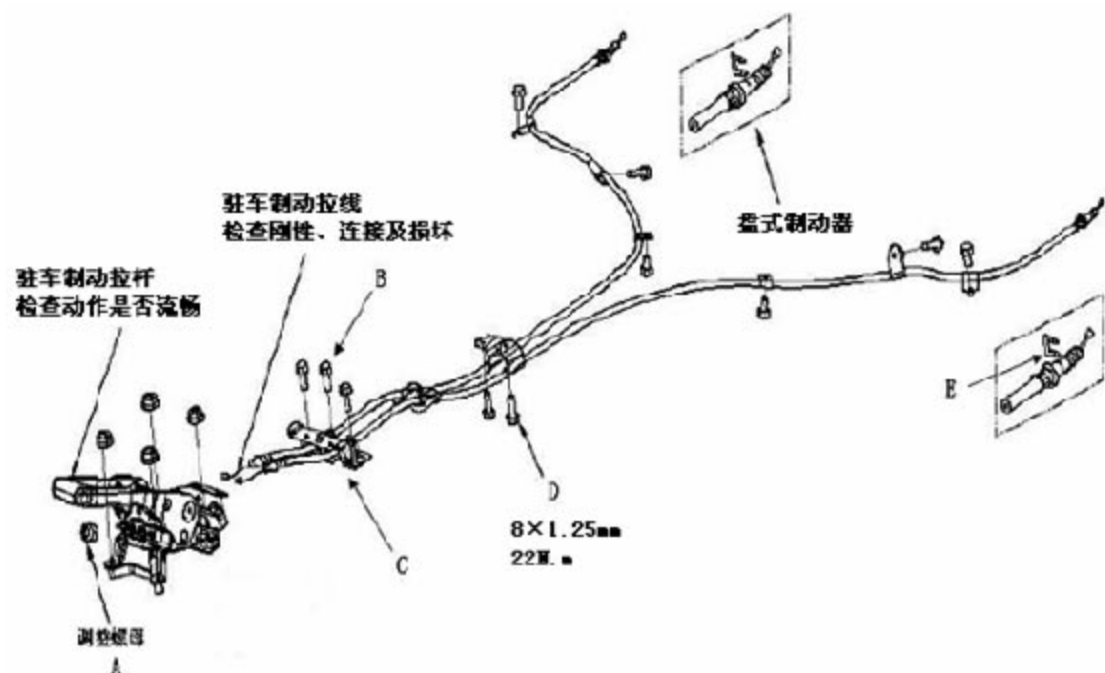 驻车制动拉线
检查刚性、连接及损坏
盘式制动器
驻车制动拉杆
检查动作是否流畅
B
E
D
8×1.25mm
22N.m
C
调整螺母
A